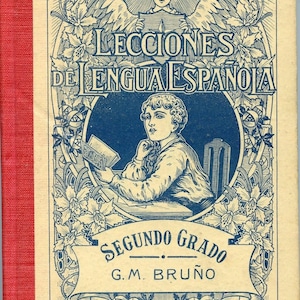 LECCIONES
DE LENGUA ESPAÑOLA
SEGUNDO GRADO
G. M. BRUÑO